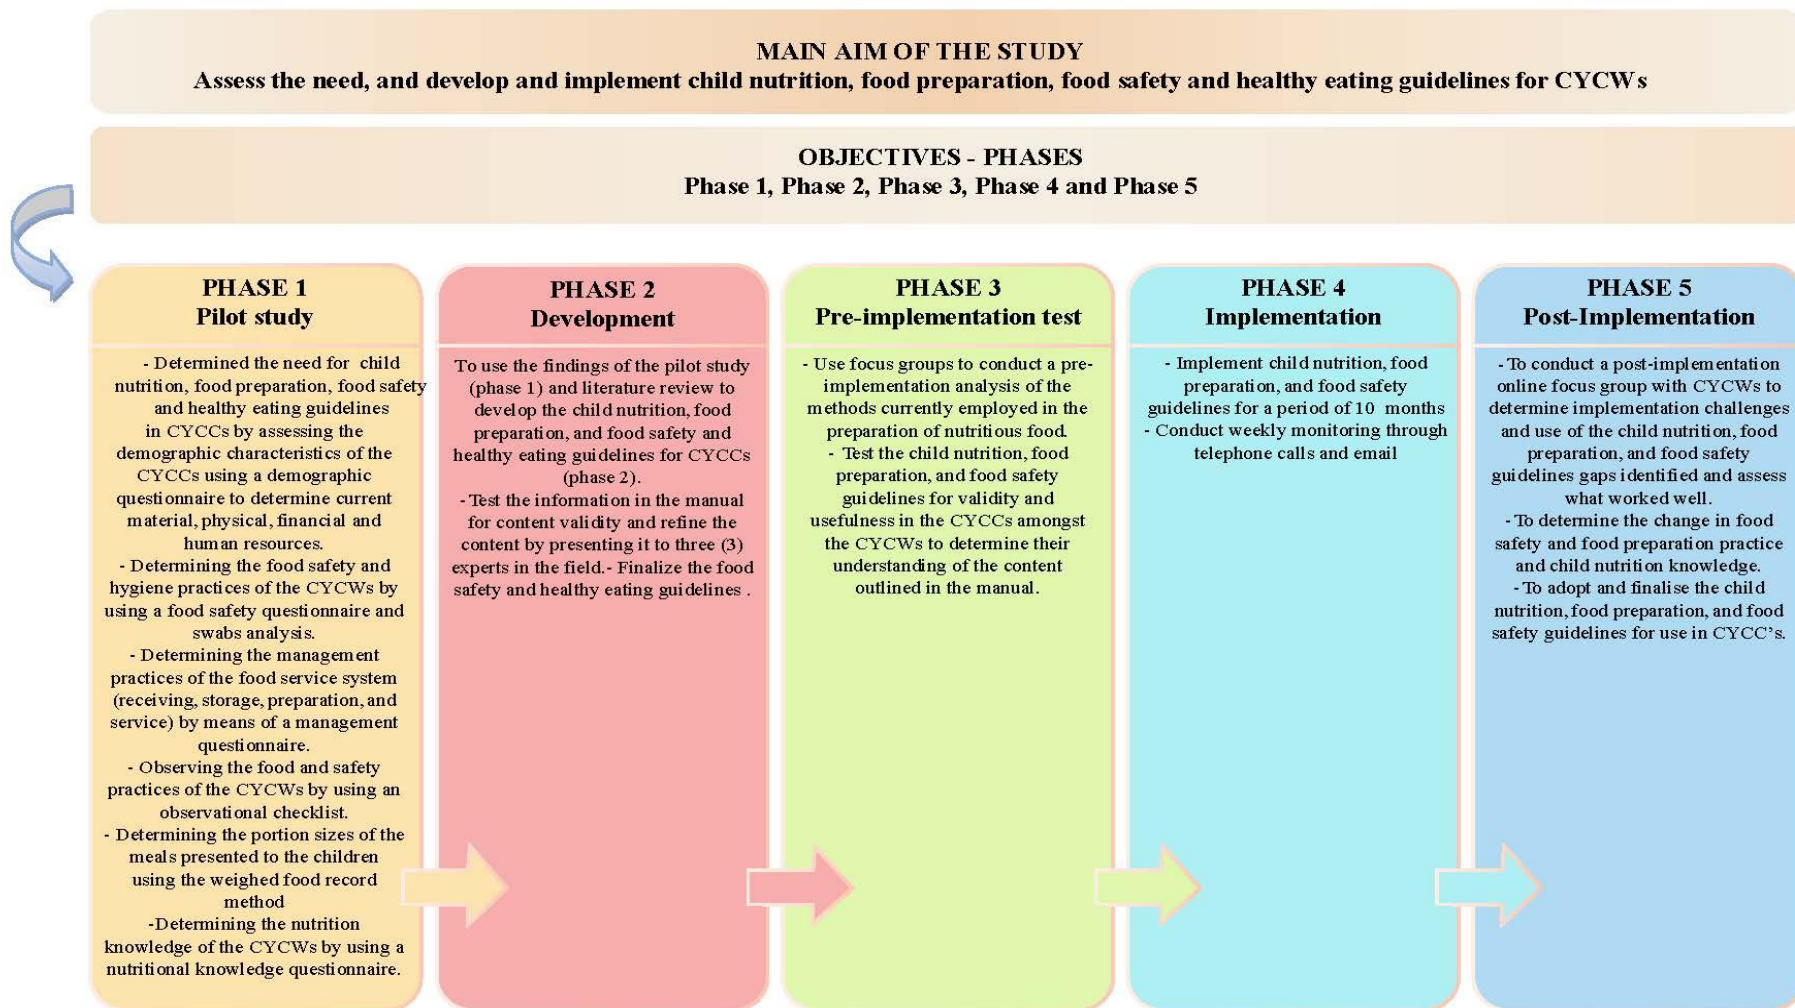 MAIN AIM OF THE STUDY
Assess the need, and develop and implement child nutrition, food preparation, food safety and healthy eating guidelines for CYCWs
OBJECTIVES - PHASES
Phase 1, Phase 2, Phase 3, Phase 4 and Phase 5
PHASE 1
Pilot study
- Determined the need for child
nutrition, food preparation, food safety
and healthy eating guidelines
in CYCCs by assessing the
demographic characteristics of the
CYCCs using a demographic
questionnaire to determine current
material, physical, financial and
human resources.
- Determining the food safety and
hygiene practices of the CYCWs by
using a food safety questionnaire and
swabs analysis.
- Determining the management
practices of the food service system
(receiving, storage, preparation, and
service) by means of a management
questionnaire.
- Observing the food and safety
practices of the CYCWs by using an
observational checklist.
- Determining the portion sizes of the
meals presented to the children
using the weighed food record
method
-Determining the nutrition
knowledge of the CYCWs by using a
nutritional knowledge questionnaire.
PHASE 2
Development
To use the findings of the pilot study
(phase 1) and literature review to
develop the child nutrition, food
preparation, and food safety and
healthy eating guidelines for CYCCs
(phase 2).
- Test the information in the manual
for content validity and refine the
content by presenting it to three (3)
experts in the field.- Finalize the food
safety and healthy eating guidelines .
PHASE 3
Pre-implementation test
- Use focus groups to conduct a pre-
implementation analysis of the
methods currently employed in the
preparation of nutritious food.
- Test the child nutrition, food
preparation, and food safety
guidelines for validity and
usefulness in the CYCCs amongst
the CYCWs to determine their
understanding of the content
outlined in the manual.
PHASE 4
Implementation
- Implement child nutrition, food
preparation, and food safety
guidelines for a period of 10 months
- Conduct weekly monitoring through
telephone calls and email
PHASE 5
Post-Implementation
- To conduct a post-implementation
online focus group with CYCWs to
determine implementation challenges
and use of the child nutrition, food
preparation, and food safety
guidelines gaps identified and assess
what worked well.
- To determine the change in food
safety and food preparation practice
and child nutrition knowledge.
- To adopt and finalise the child
nutrition, food preparation, and food
safety guidelines for use in CYCC's.